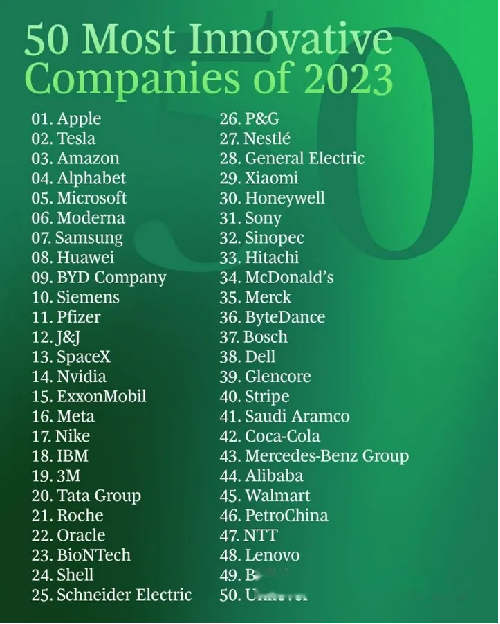 50 Most Innovative
Companies of 2023
01. Apple
02. Tesla
03. Amazon
04. Alphabet
05. Microsoft
06. Moderna
07. Samsung
08. Huawei
09. BYD Company
10. Siemens
11. Pfizer
12. J&J
13. SpaceX
14. Nvidia
15. ExxonMobil
16. Meta
17. Nike
18. IBM
19. 3M
20. Tata Group
21. Roche
22. Oracle
23. BioNTech
24. Shell
25. Schneider Electric
26. P&G
27. Nestlé
28. General Electric
29. Xiaomi
30. Honeywell
31. Sony
32. Sinopec
33. Hitachi
34. McDonald's
35. Merck
36. ByteDance
37. Bosch
38. Dell
39. Glencore
40. Stripe
41. Saudi Aramco
42. Coca-Cola
43. Mercedes-Benz Group
44. Alibaba
45. Walmart
46. PetroChina
47. NTT
48. Lenovo
49.
50.
50